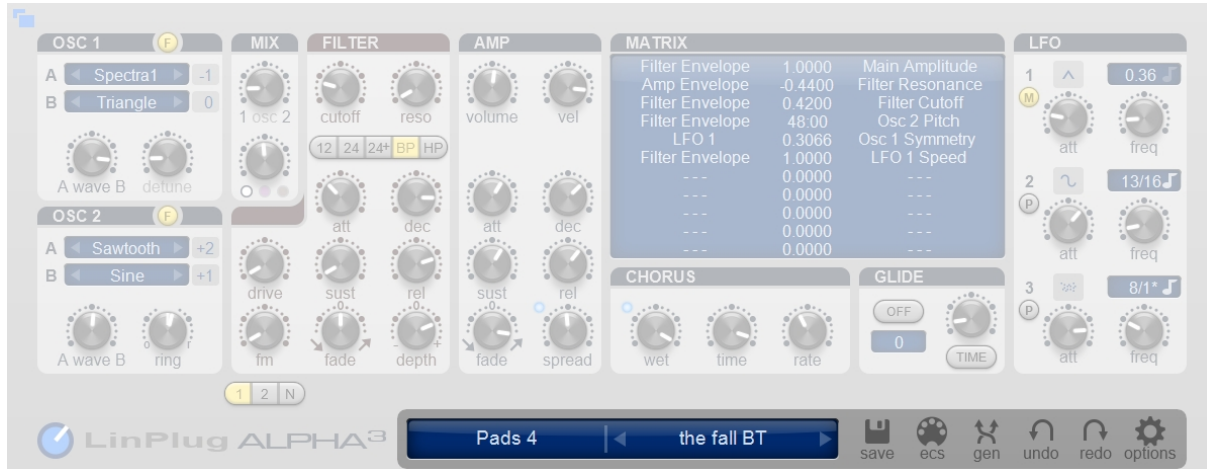 OSC 1 F MIX FILTER AMP MATRIX LFO
A Spectra1 -1
B Triangle 0
A wave B detune
1 osc 2
cutoff reso
12 24 24+ BP HP
att dec
volume vel
att dec
Filter Envelope 1.0000 Main Amplitude
Amp Envelope -0.4400 Filter Resonance
Filter Envelope 0.4200 Filter Cutoff
Filter Envelope 48:00 Osc 2 Pitch
LFO 1 0.3066 Osc 1 Symmetry
Filter Envelope 1.0000 LFO 1 Speed
--- 0.0000 ---
--- 0.0000 ---
--- 0.0000 ---
--- 0.0000 ---
--- 0.0000 ---
1 0.36
M
att freq
2 13/16
P
att freq
3 8/1*
P
att freq
OSC 2 F
A Sawtooth +2
B Sine +1
A wave B ring
0 r
drive sust rel
fm fade depth
0 0 - +
sust rel
fade spread
0
CHORUS
wet time rate
GLIDE
OFF
0
TIME
1 2 N
LinPlug ALPHA3
Pads 4 the fall BT
save ecs gen undo redo options